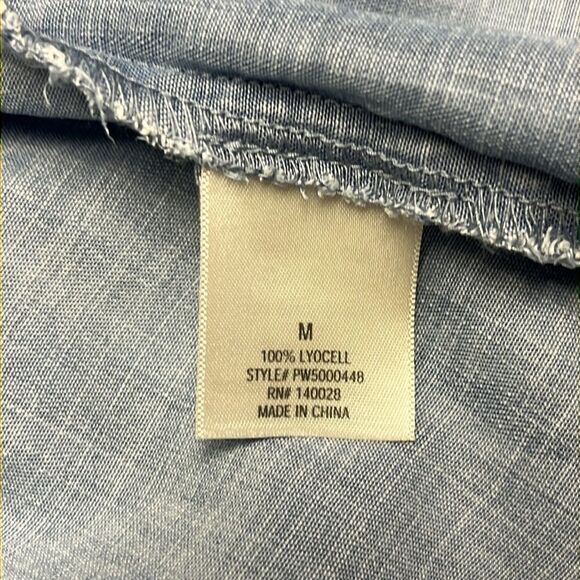 M
100% LYOCELL
STYLE# PW5000448
RN# 140028
MADE IN CHINA